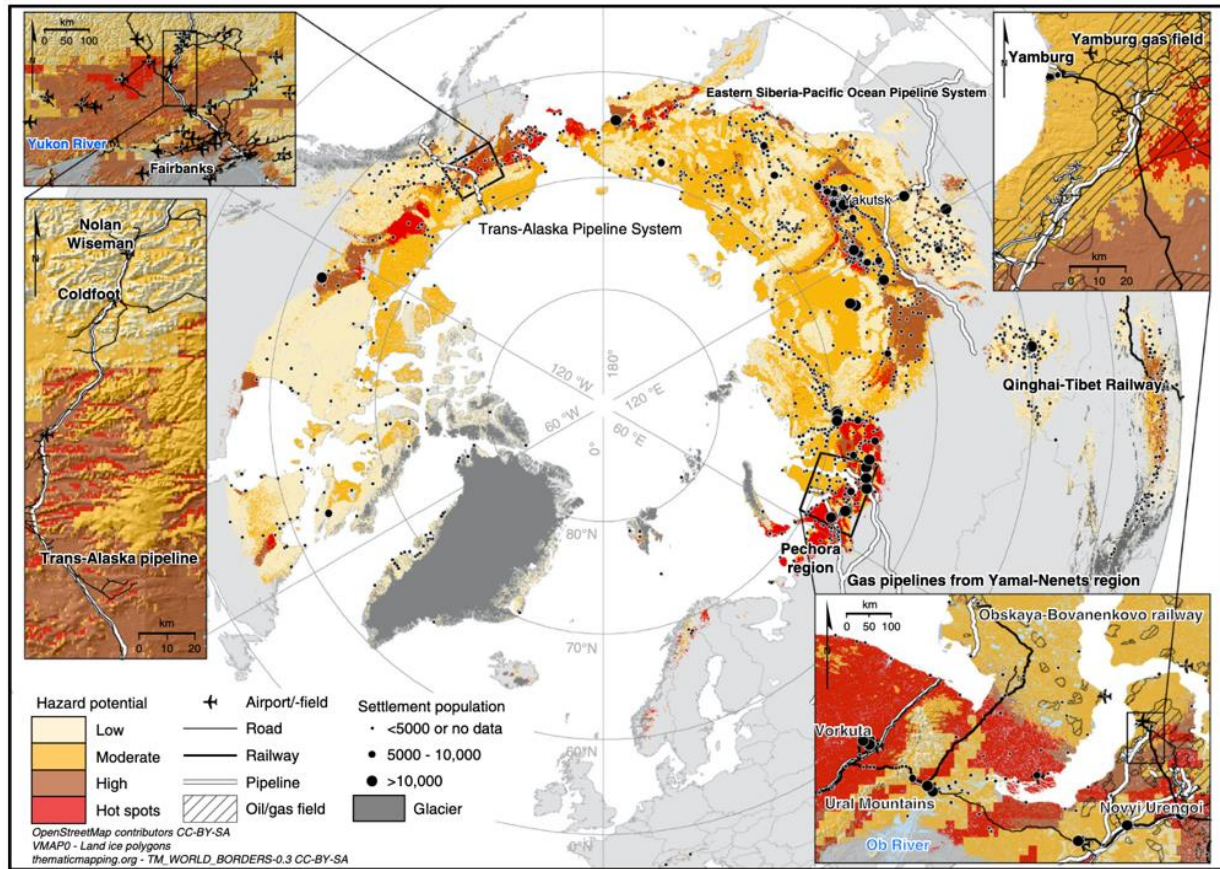 km
0 50 100
N
Yukon River
Fairbanks
km
0 10 20
N
Yamburg gas field
Yamburg
Eastern Siberia-Pacific Ocean Pipeline System
Yakutsk
Trans-Alaska Pipeline System
N
Nolan
Wiseman
Coldfoot
Trans-Alaska pipeline
km
0 10 20
180°
120 °W
120 °E
60 °W
60 °E
0°
Qinghai-Tibet Railway
80°N
70°N
60°N
0°N
Pechora
region
Gas pipelines from Yamal-Nenets region
km
0 50 100
N
Obskaya-Bovanenkovo railway
Vorkuta
Ural Mountains
Novyi Urengoi
Ob River
Hazard potential
Low
Moderate
High
Hot spots
Airport/-field
Road
Railway
Pipeline
Oil/gas field
Settlement population
<5000 or no data
5000 - 10,000
>10,000
Glacier
OpenStreetMap contributors CC-BY-SA
VMAP0 - Land ice polygons
thematicmapping.org - TM_WORLD_BORDERS-0.3 CC-BY-SA